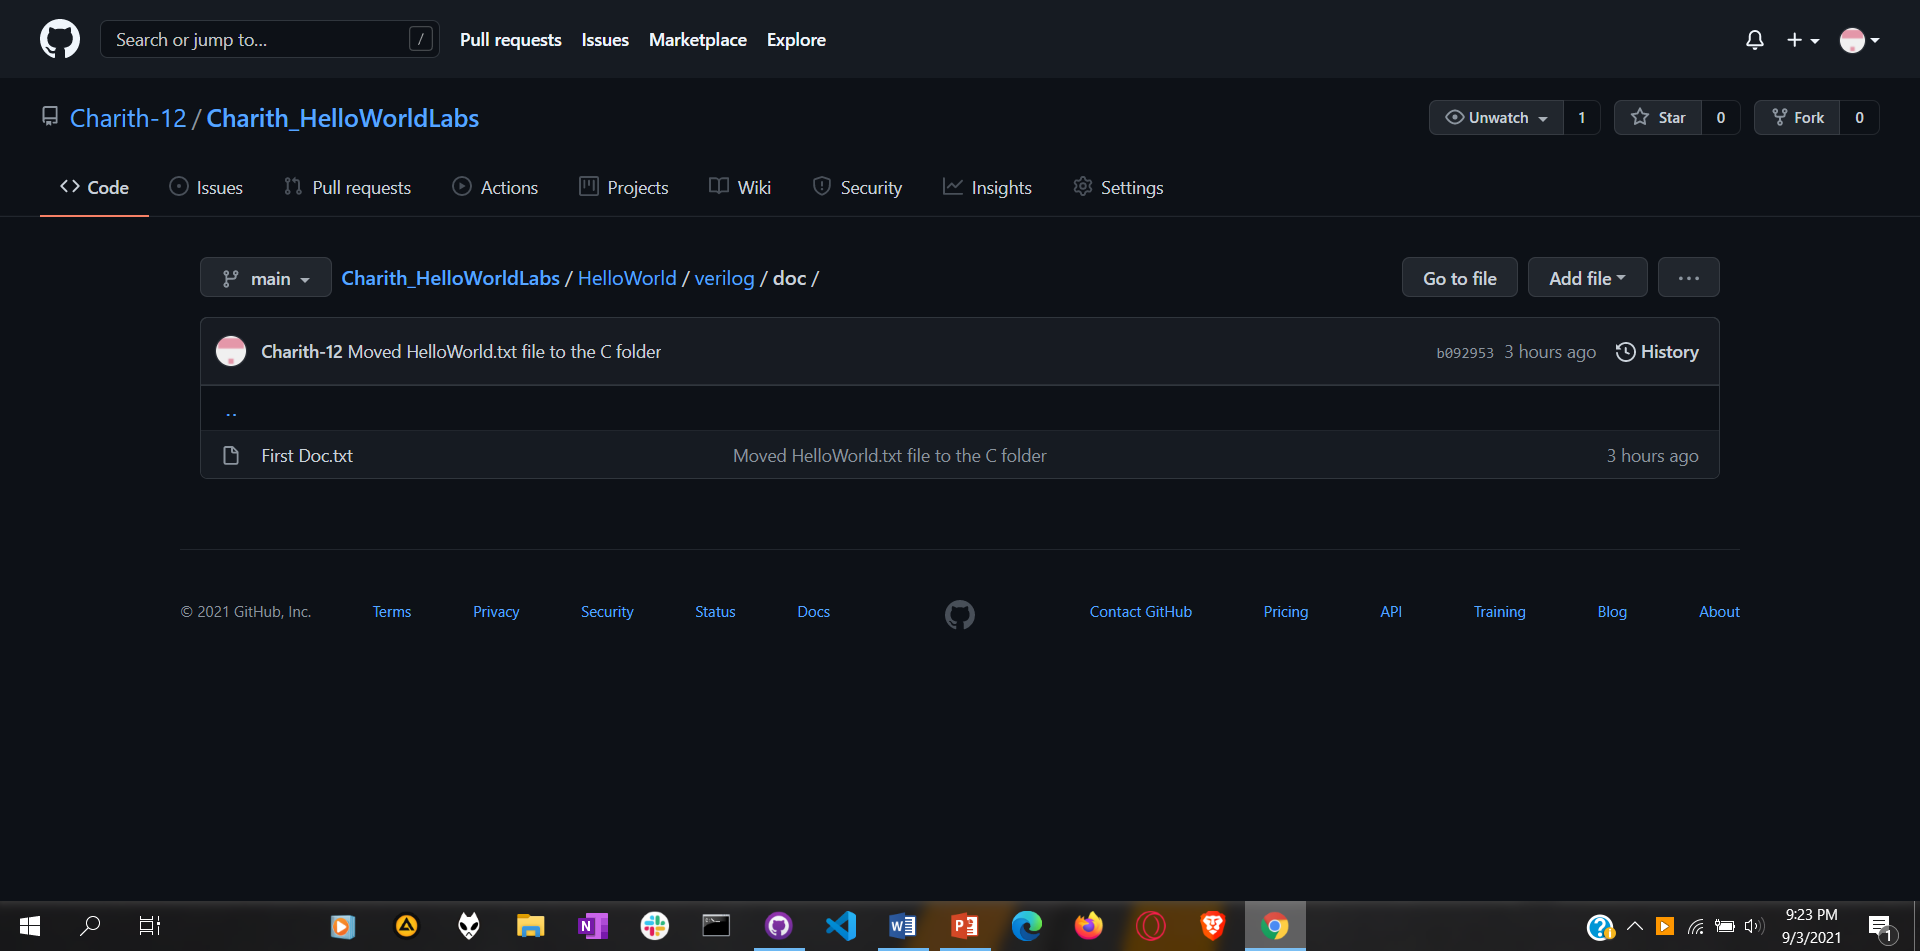 Search or jump to... /
Pull requests Issues Marketplace Explore
Charith-12 / Charith_HelloWorldLabs
Unwatch 1 Star 0 Fork 0
Code Issues Pull requests Actions Projects Wiki Security Insights Settings
main Charith_HelloWorldLabs / HelloWorld / verilog / doc /
Go to file Add file ...
Charith-12 Moved HelloWorld.txt file to the C folder b092953 3 hours ago History
..
First Doc.txt Moved HelloWorld.txt file to the C folder 3 hours ago
© 2021 GitHub, Inc. Terms Privacy Security Status Docs Contact GitHub Pricing API Training Blog About
9:23 PM
9/3/2021
1